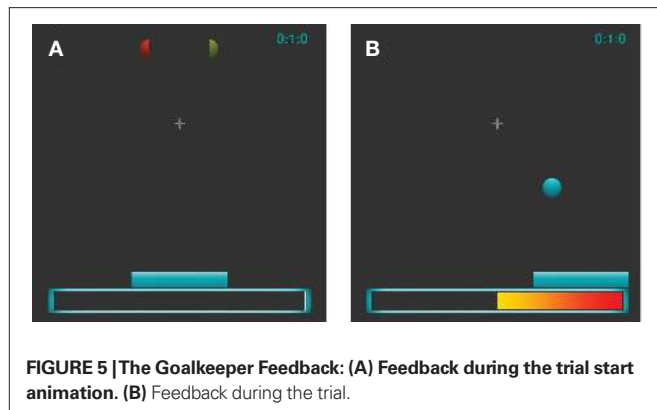 A
0:1:0
B
0:1:0
FIGURE 5 | The Goalkeeper Feedback: (A) Feedback during the trial start
animation. (B) Feedback during the trial.